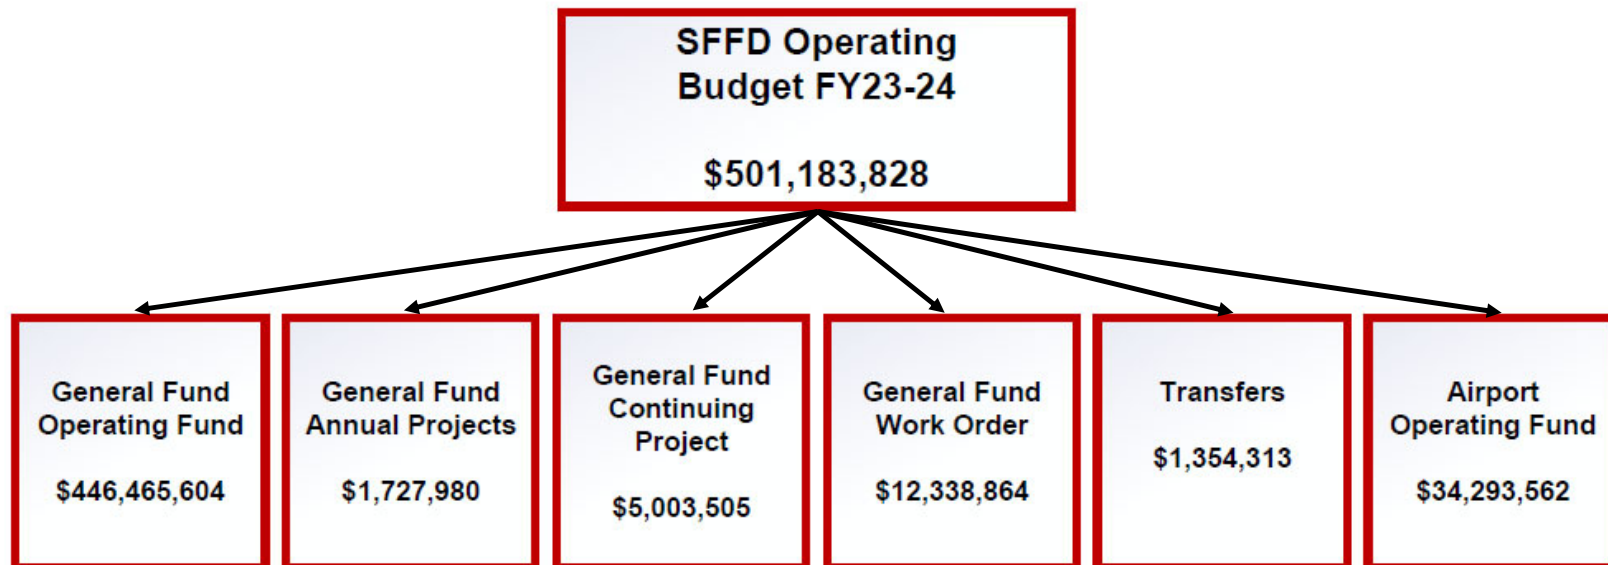 SFFD Operating
Budget FY23-24
$501,183,828
General Fund
Operating Fund
$446,465,604
General Fund
Annual Projects
$1,727,980
General Fund
Continuing
Project
$5,003,505
General Fund
Work Order
$12,338,864
Transfers
$1,354,313
Airport
Operating Fund
$34,293,562